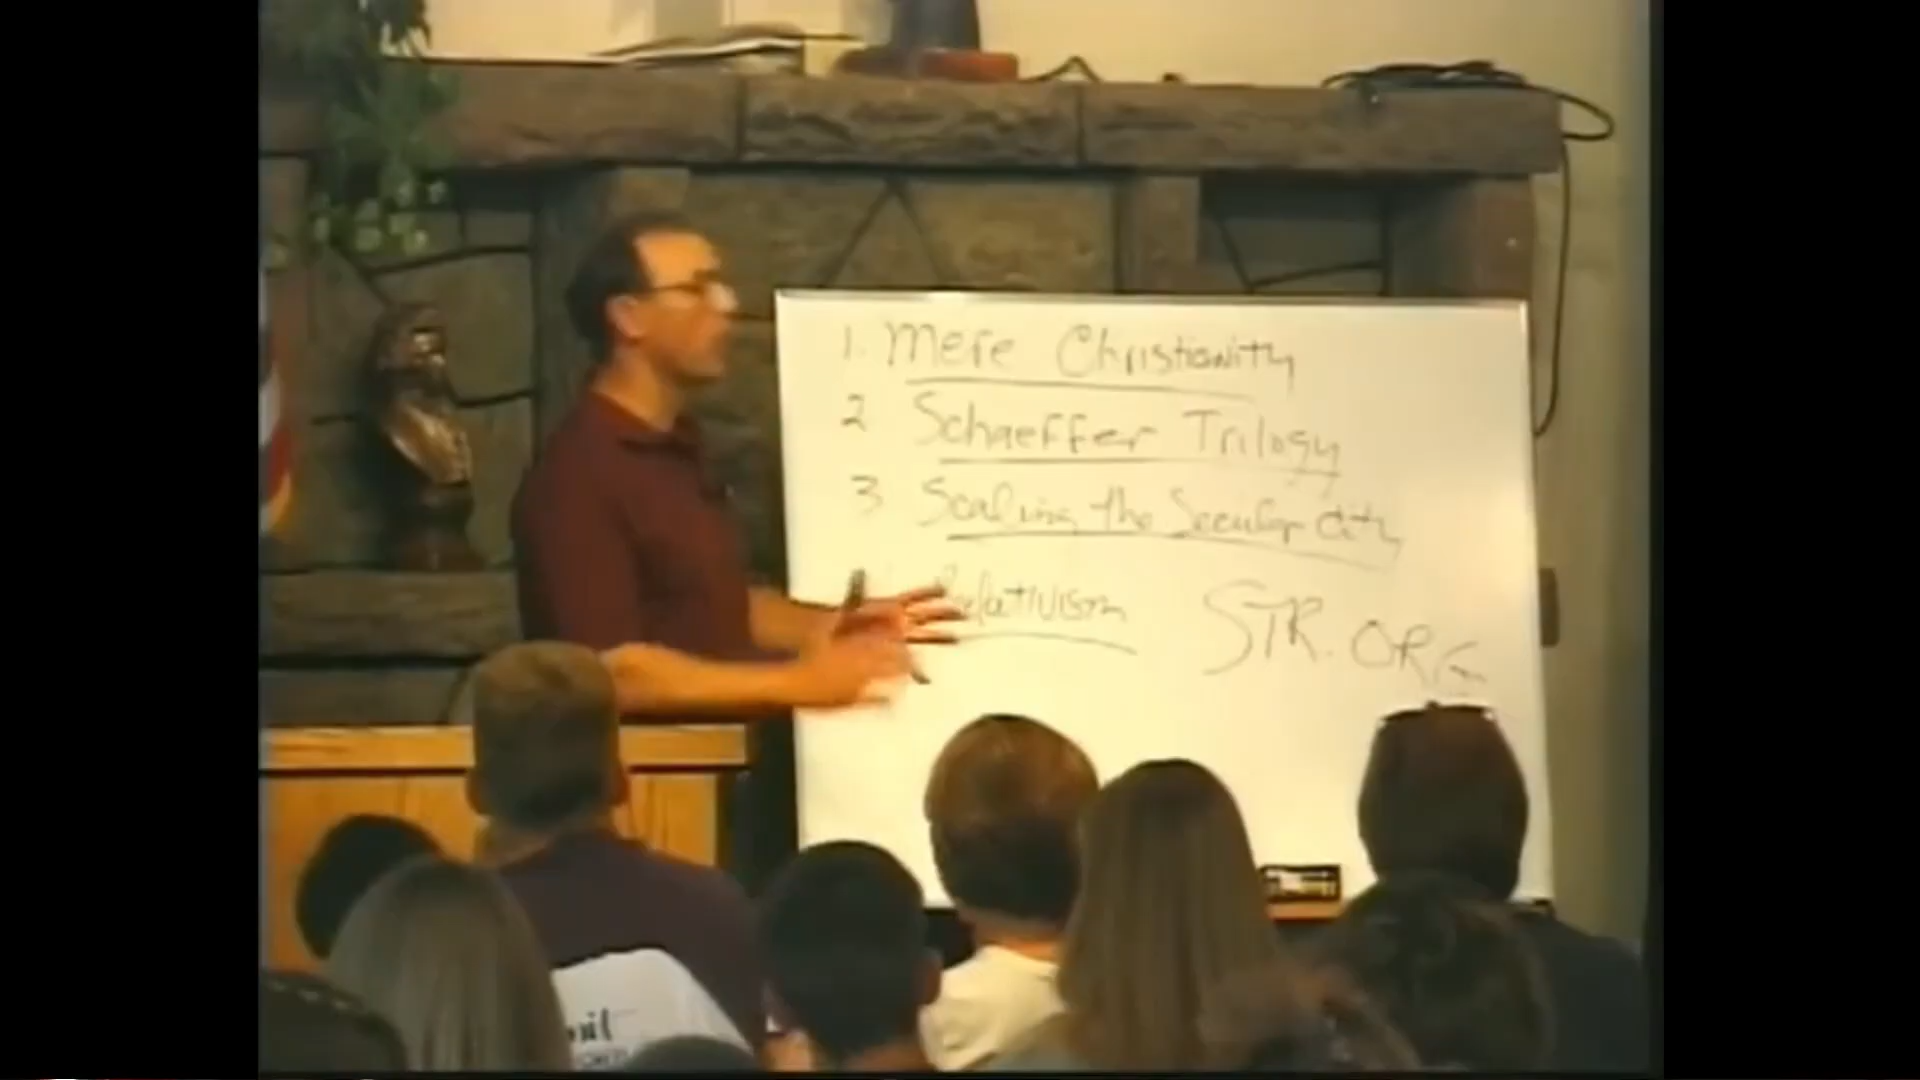 1. Mere Christianity
2 Schaeffer Trilogy
3 Scaling the Secular City
Relativism
STR. ORG